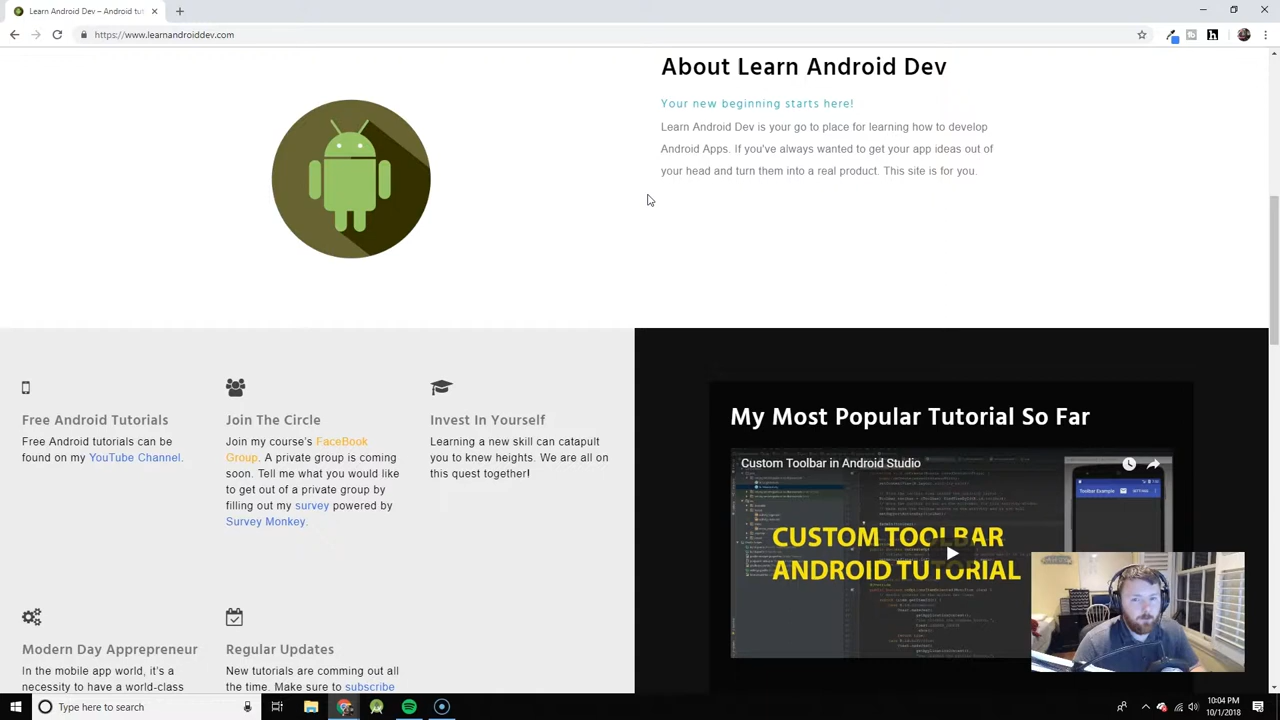 Learn Android Dev – Android tut
https://www.learnandroiddev.com
About Learn Android Dev
Your new beginning starts here!
Learn Android Dev is your go to place for learning how to develop
Android Apps. If you've always wanted to get your app ideas out of
your head and turn them into a real product. This site is for you.
Free Android Tutorials
Free Android tutorials can be
found on my YouTube Channel.
Join The Circle
Join my course's FaceBook
Group. A private group is coming
soon. Tell me what you would like
to get out of a private group by
filling out my survey powered by
Survey Monkey.
Invest In Yourself
Learning a new skill can catapult
you to knew heights. We are all on
this quest together!
Modern Day Apprepreneur
In the mobile app world, it's a
necessity to have a world-class
Regular Updates
New tutorials are comming out all
the time. Make sure to subscribe
My Most Popular Tutorial So Far
Custom Toolbar in Android Studio
Toolbar Example
CUSTOM TOOLBAR
ANDROID TUTORIAL
Type here to search
10:04 PM
10/1/2018